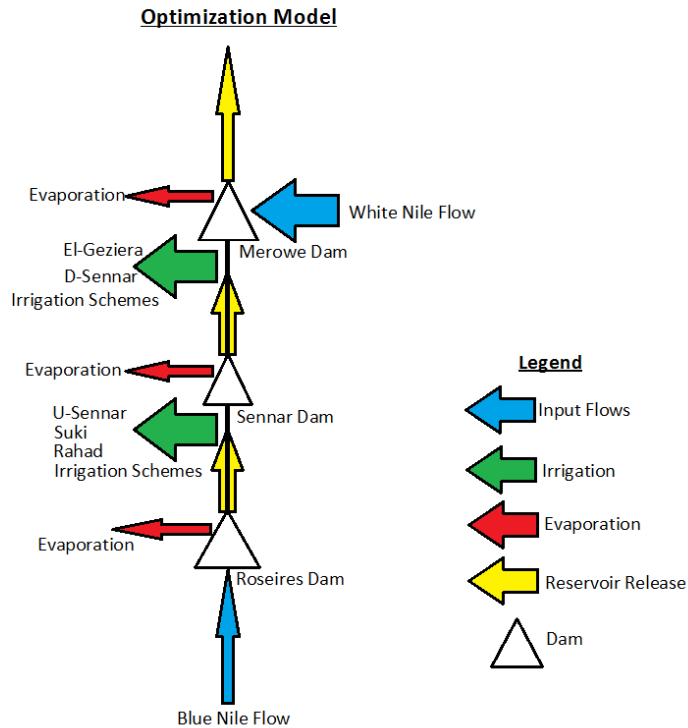 Optimization Model
Evaporation
White Nile Flow
El-Geziera
Merowe Dam
D-Sennar
Irrigation Schemes
Evaporation
U-Sennar
Sennar Dam
Suki
Rahad
Irrigation Schemes
Evaporation
Roseires Dam
Blue Nile Flow
Legend
Input Flows
Irrigation
Evaporation
Reservoir Release
Dam